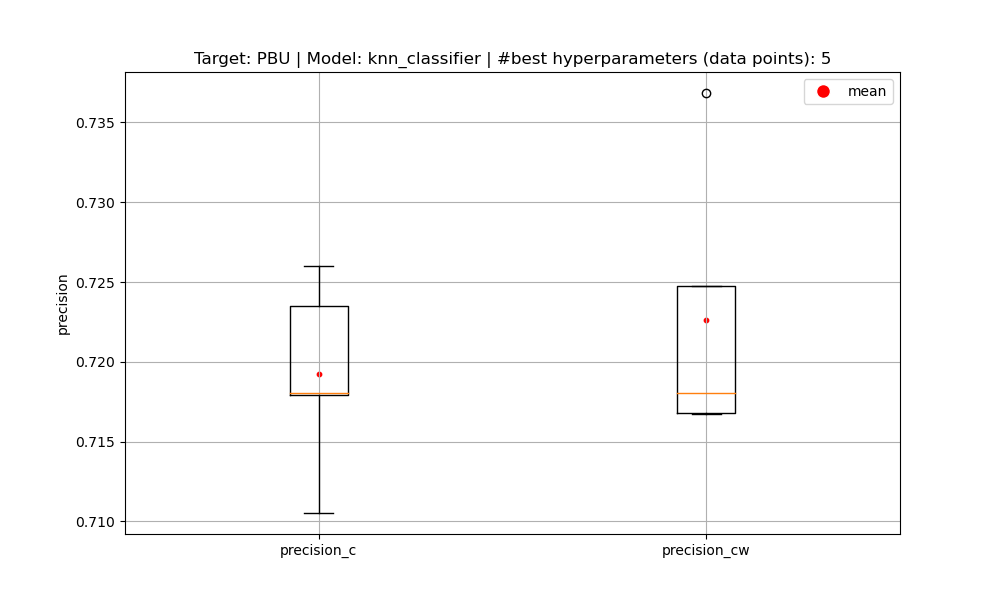 Target: PBU | Model: knn_classifier | #best hyperparameters (data points): 5
mean
0.735
0.730
0.725
0.720
0.715
0.710
precision
precision_c
precision_cw